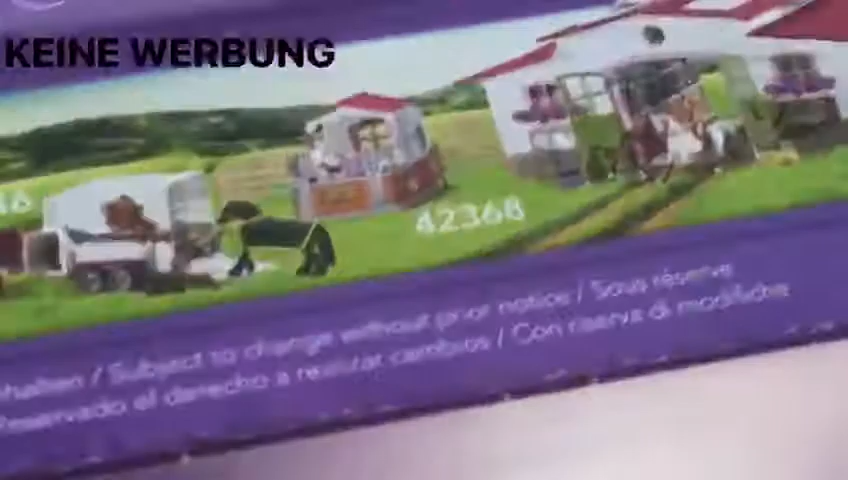 KEINE WERBUNG
42368
/ Subject to change without prior notice / Sous réserve
el derecho a realizar cambios / Con riserva di modifiche